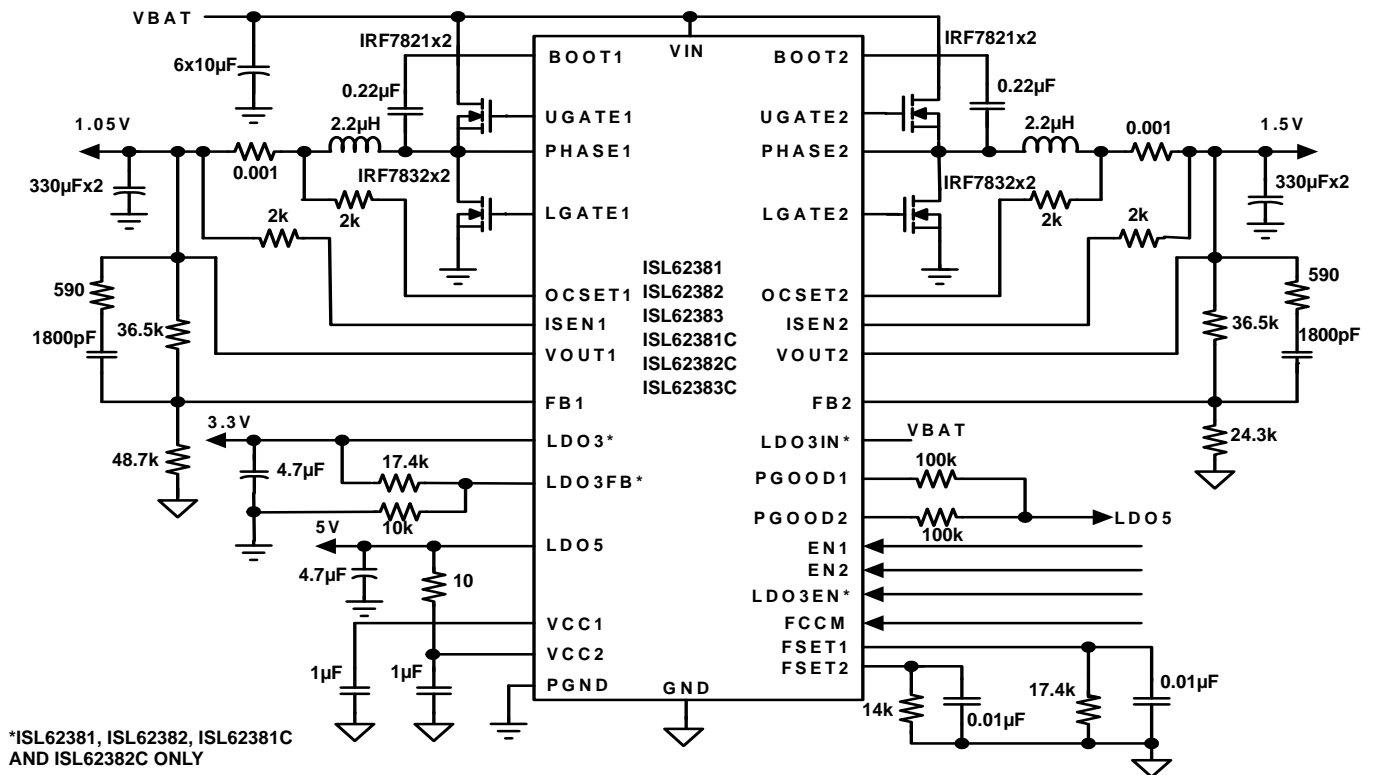 VBAT
IRF7821x2
VIN
IRF7821x2
BOOT1
BOOT2
6x10µF
0.22µF
0.22µF
UGATE1
UGATE2
1.05V
2.2µH
2.2µH
0.001
1.5V
PHASE1
PHASE2
0.001
IRF7832x2
IRF7832x2
330µFx2
2k
LGATE1
LGATE2
2k
330µFx2
2k
2k
ISL62381
ISL62382
ISL62383
ISL62381C
ISL62382C
ISL62383C
590
OCSET1
OCSET2
590
ISEN1
ISEN2
1800pF
36.5k
36.5k
1800pF
VOUT1
VOUT2
FB1
FB2
3.3V
VBAT
LDO3*
LDO3IN*
24.3k
48.7k
4.7µF
17.4k
100k
LDO3FB*
PGOOD1
10k
PGOOD2
LDO5
100k
5V
LDO5
EN1
4.7µF
10
EN2
LDO3EN*
VCC1
FCCM
FSET1
VCC2
FSET2
1µF
1µF
PGND
GND
14k
0.01µF
17.4k
0.01µF
*ISL62381, ISL62382, ISL62381C
AND ISL62382C ONLY